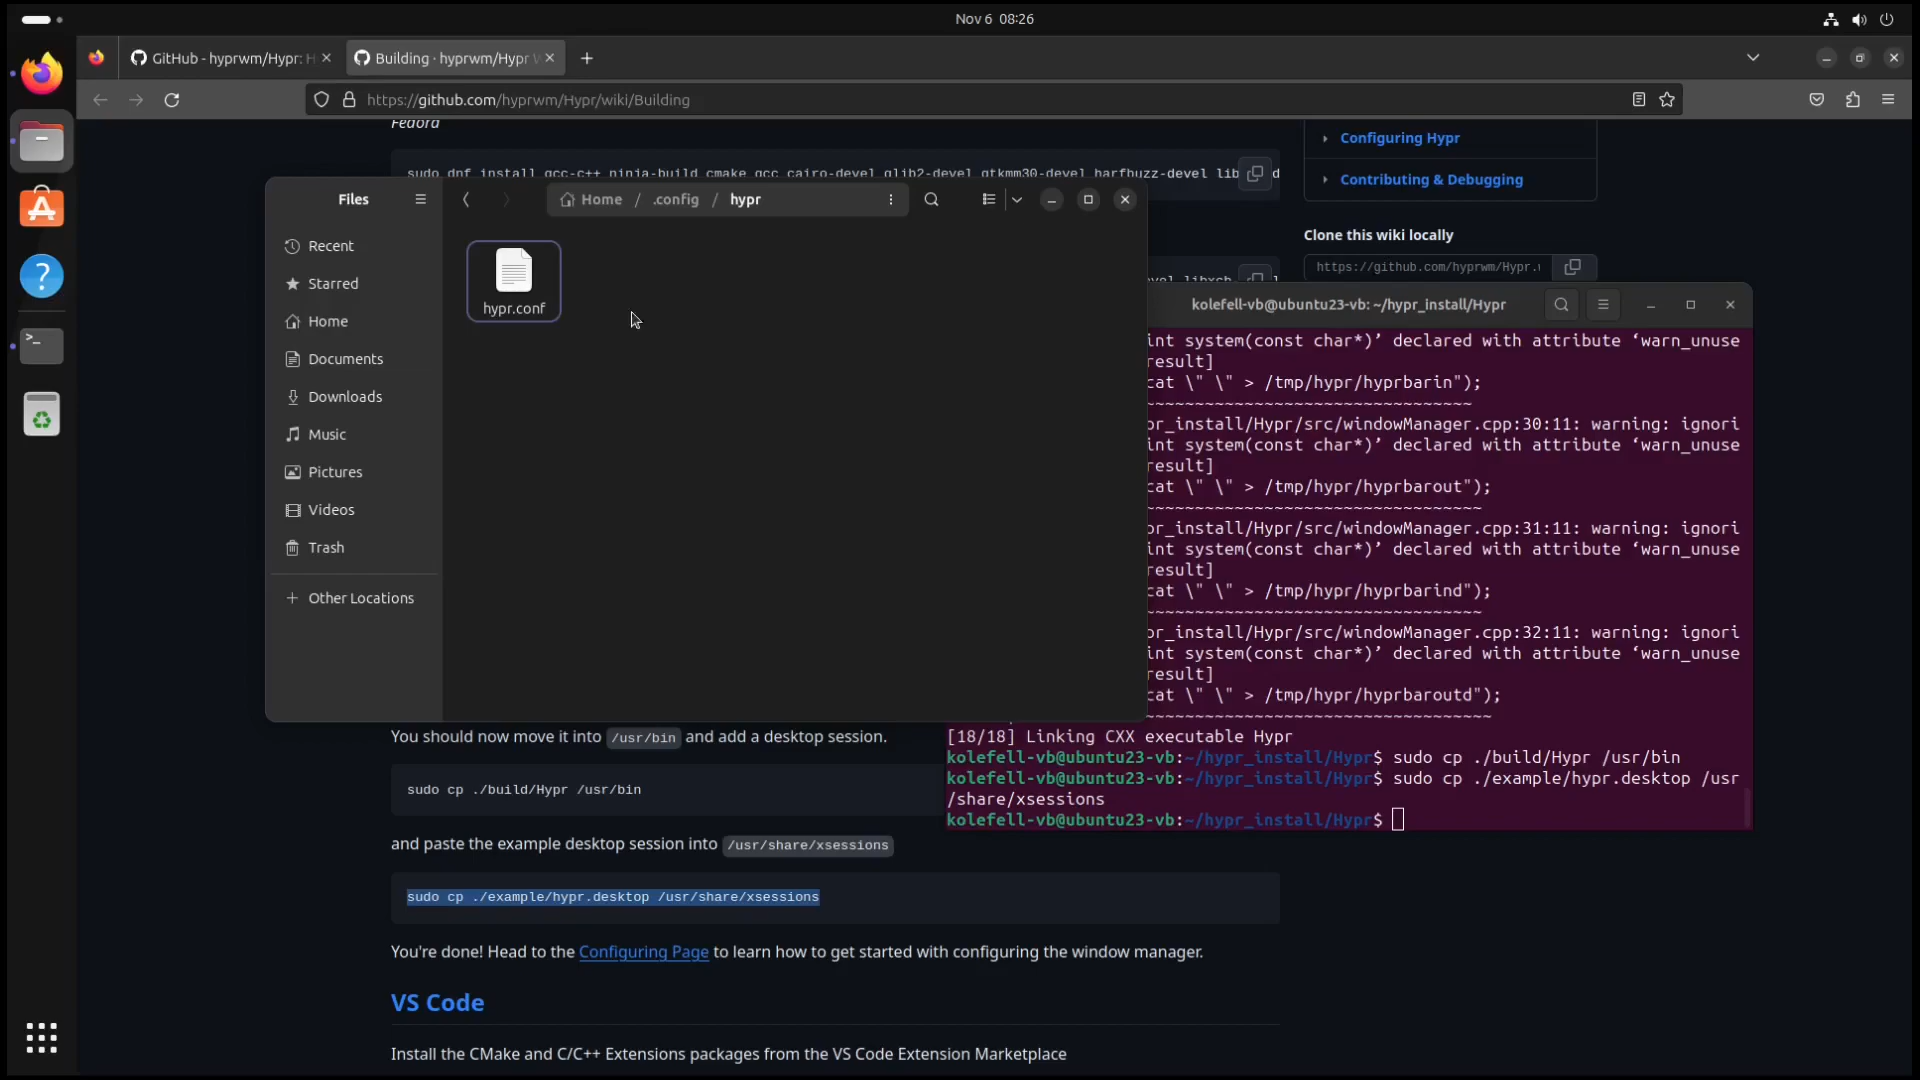 Nov 6 08:26
GitHub - hyprwm/Hypr: H
Building · hyprwm/Hypr W
https://github.com/hyprwm/Hypr/wiki/Building
Fedora
sudo dnf install gcc-c++ ninja-build cmake gcc cairo-devel glib2-devel gtkmm30-devel harfbuzz-devel lib d
Configuring Hypr
Contributing & Debugging
Clone this wiki locally
https://github.com/hyprwm/Hypr.
Files
Home / .config / hypr
Recent
Starred
Home
Documents
Downloads
Music
Pictures
Videos
Trash
+ Other Locations
hypr.conf
kolefell-vb@ubuntu23-vb: ~/hypr_install/Hypr
int system(const char*)’ declared with attribute ‘warn_unuse
result]
cat \" \" > /tmp/hypr/hyprbarin");
~~~~~~~~~~~~~~~~~~~~~~~~~~~~~~~~
pr_install/Hypr/src/windowManager.cpp:30:11: warning: ignori
int system(const char*)’ declared with attribute ‘warn_unuse
result]
cat \" \" > /tmp/hypr/hyprbarout");
~~~~~~~~~~~~~~~~~~~~~~~~~~~~~~~~~
pr_install/Hypr/src/windowManager.cpp:31:11: warning: ignori
int system(const char*)’ declared with attribute ‘warn_unuse
result]
cat \" \" > /tmp/hypr/hyprbarind");
~~~~~~~~~~~~~~~~~~~~~~~~~~~~~~~~~
pr_install/Hypr/src/windowManager.cpp:32:11: warning: ignori
int system(const char*)’ declared with attribute ‘warn_unuse
result]
cat \" \" > /tmp/hypr/hyprbaroutd");
~~~~~~~~~~~~~~~~~~~~~~~~~~~~~~~~~~
[18/18] Linking CXX executable Hypr
kolefell-vb@ubuntu23-vb:~/hypr_install/Hypr$ sudo cp ./build/Hypr /usr/bin
kolefell-vb@ubuntu23-vb:~/hypr_install/Hypr$ sudo cp ./example/hypr.desktop /usr
/share/xsessions
kolefell-vb@ubuntu23-vb:~/hypr_install/Hypr$
You should now move it into /usr/bin and add a desktop session.
sudo cp ./build/Hypr /usr/bin
and paste the example desktop session into /usr/share/xsessions
sudo cp ./example/hypr.desktop /usr/share/xsessions
You're done! Head to the Configuring Page to learn how to get started with configuring the window manager.
VS Code
Install the CMake and C/C++ Extensions packages from the VS Code Extension Marketplace